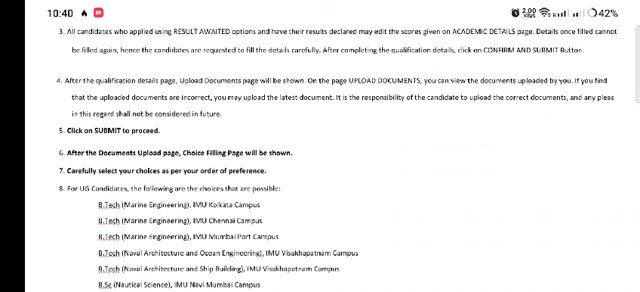 10:40 2.00 42%
3. All candidates who applied using RESULT AWAITED options and have their results declared may edit the scores given on ACADEMIC DETAILS page. Details once filled cannot
be filled again, hence the candidates are requested to fill the details carefully. After completing the qualification details, click on CONFIRM AND SUBMIT Button.
4. After the qualification details page, Upload Documents page will be shown. On the page UPLOAD DOCUMENTS, you can view the documents uploaded by you. If you find
that the uploaded documents are incorrect, you may upload the latest document. It is the responsibility of the candidate to upload the correct documents, and any pleas
in this regard shall not be considered in future.
5. Click on SUBMIT to proceed.
6. After the Documents Upload page, Choice Filling Page will be shown.
7. Carefully select your choices as per your order of preference.
8. For UG Candidates, the following are the choices that are possible:
B.Tech (Marine Engineering), IMU Kolkata Campus
B.Tech (Marine Engineering), IMU Chennai Campus
B.Tech (Marine Engineering), IMU Mumbai Port Campus
B.Tech (Naval Architecture and Ocean Engineering), IMU Visakhapatnam Campus
B.Tech (Naval Architecture and Ship Building), IMU Visakhapatnam Campus
B.Sc (Nautical Science), IMU Navi Mumbai Campus